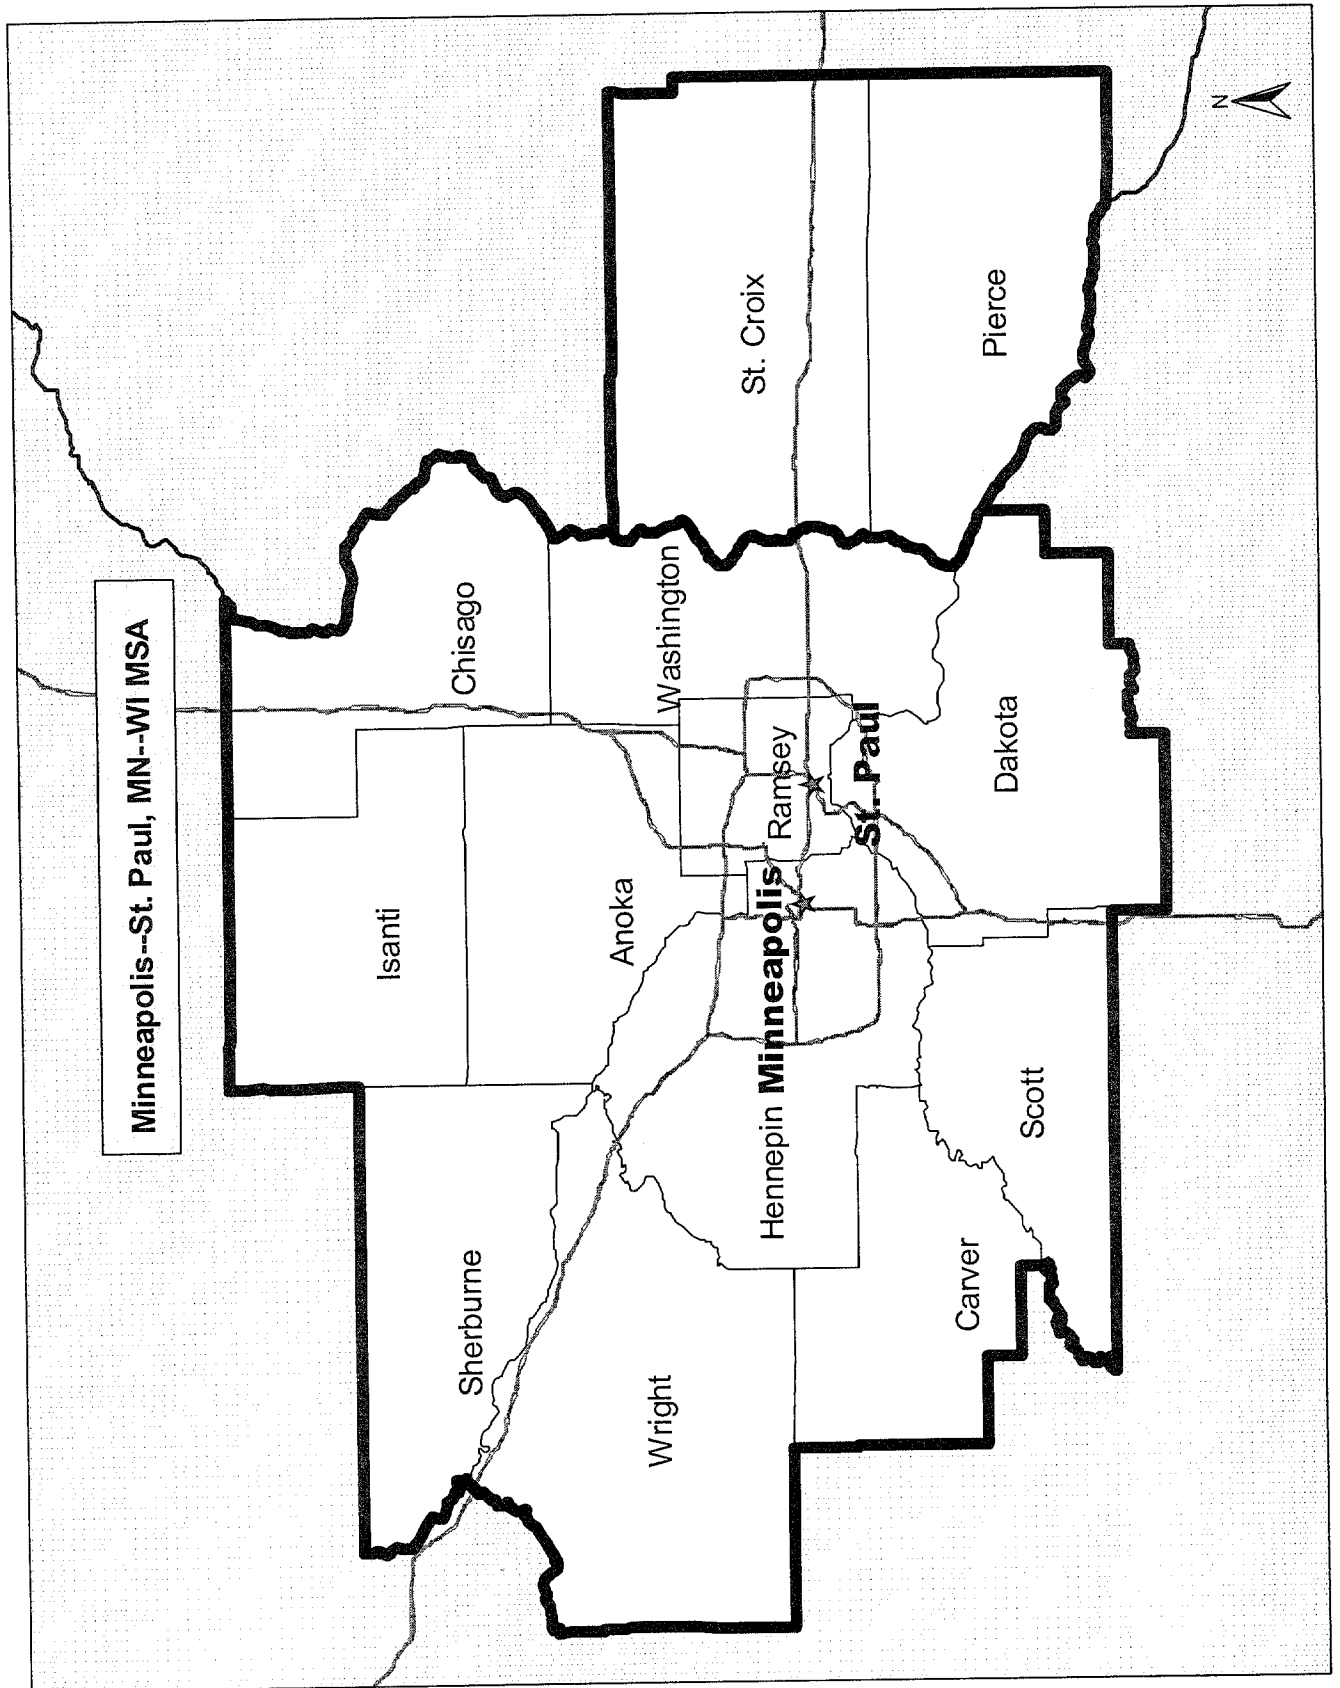 Minneapolis--St. Paul, MN--WI MSA
N
Isanti
Chisago
Sherburne
Anoka
Wright
Washington
St. Croix
Hennepin
Minneapolis
Ramsey
St. Paul
Carver
Scott
Dakota
Pierce